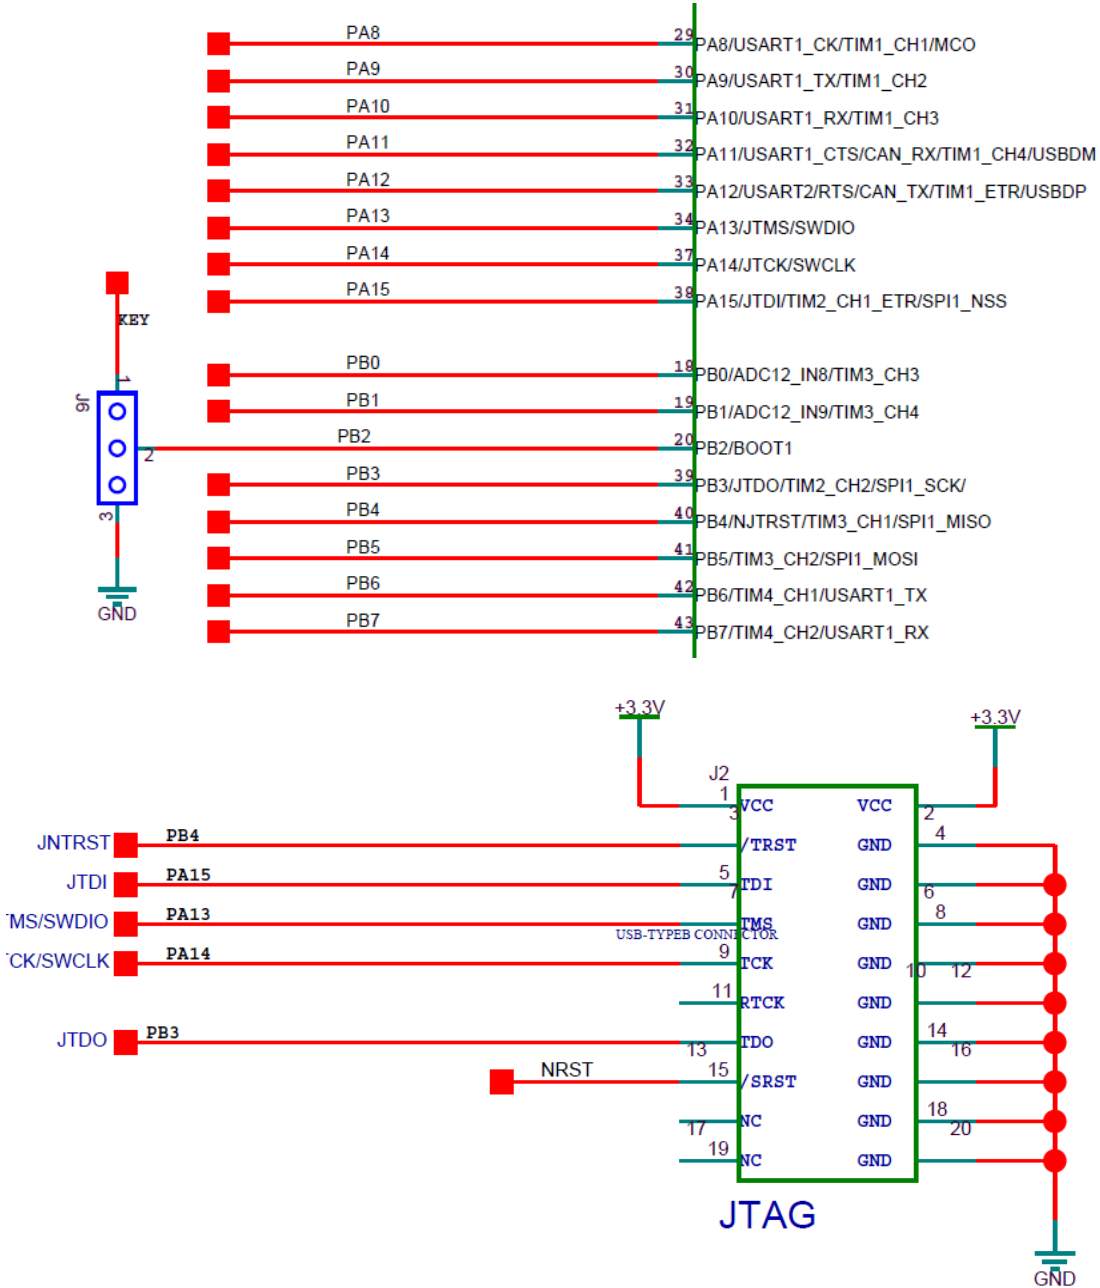 PA8 29 PA8/USART1_CK/TIM1_CH1/MCO
PA9 30 PA9/USART1_TX/TIM1_CH2
PA10 31 PA10/USART1_RX/TIM1_CH3
PA11 32 PA11/USART1_CTS/CAN_RX/TIM1_CH4/USBDM
PA12 33 PA12/USART2/RTS/CAN_TX/TIM1_ETR/USBDP
PA13 34 PA13/JTMS/SWDIO
PA14 37 PA14/JTCK/SWCLK
PA15 38 PA15/JTDI/TIM2_CH1_ETR/SPI1_NSS
KEY
PB0 18 PB0/ADC12_IN8/TIM3_CH3
1
J6
PB1 19 PB1/ADC12_IN9/TIM3_CH4
2 PB2 20 PB2/BOOT1
PB3 39 PB3/JTDO/TIM2_CH2/SPI1_SCK/
3
PB4 40 PB4/NJTRST/TIM3_CH1/SPI1_MISO
PB5 41 PB5/TIM3_CH2/SPI1_MOSI
PB6 42 PB6/TIM4_CH1/USART1_TX
GND
PB7 43 PB7/TIM4_CH2/USART1_RX
+3.3V +3.3V
J2
1 VCC VCC 2
JNTRST PB4 3 /TRST GND 4
JTDI PA15 5 TDI GND 6
TMS/SWDIO PA13 7 TMS GND 8
USB-TYPEB CONNECTOR
CK/SWCLK PA14 9 TCK GND 10 12
11 RTCK GND
JTDO PB3 13 TDO GND 14
16
NRST 15 /SRST GND
17 NC GND 18
20
19 NC GND
JTAG
GND